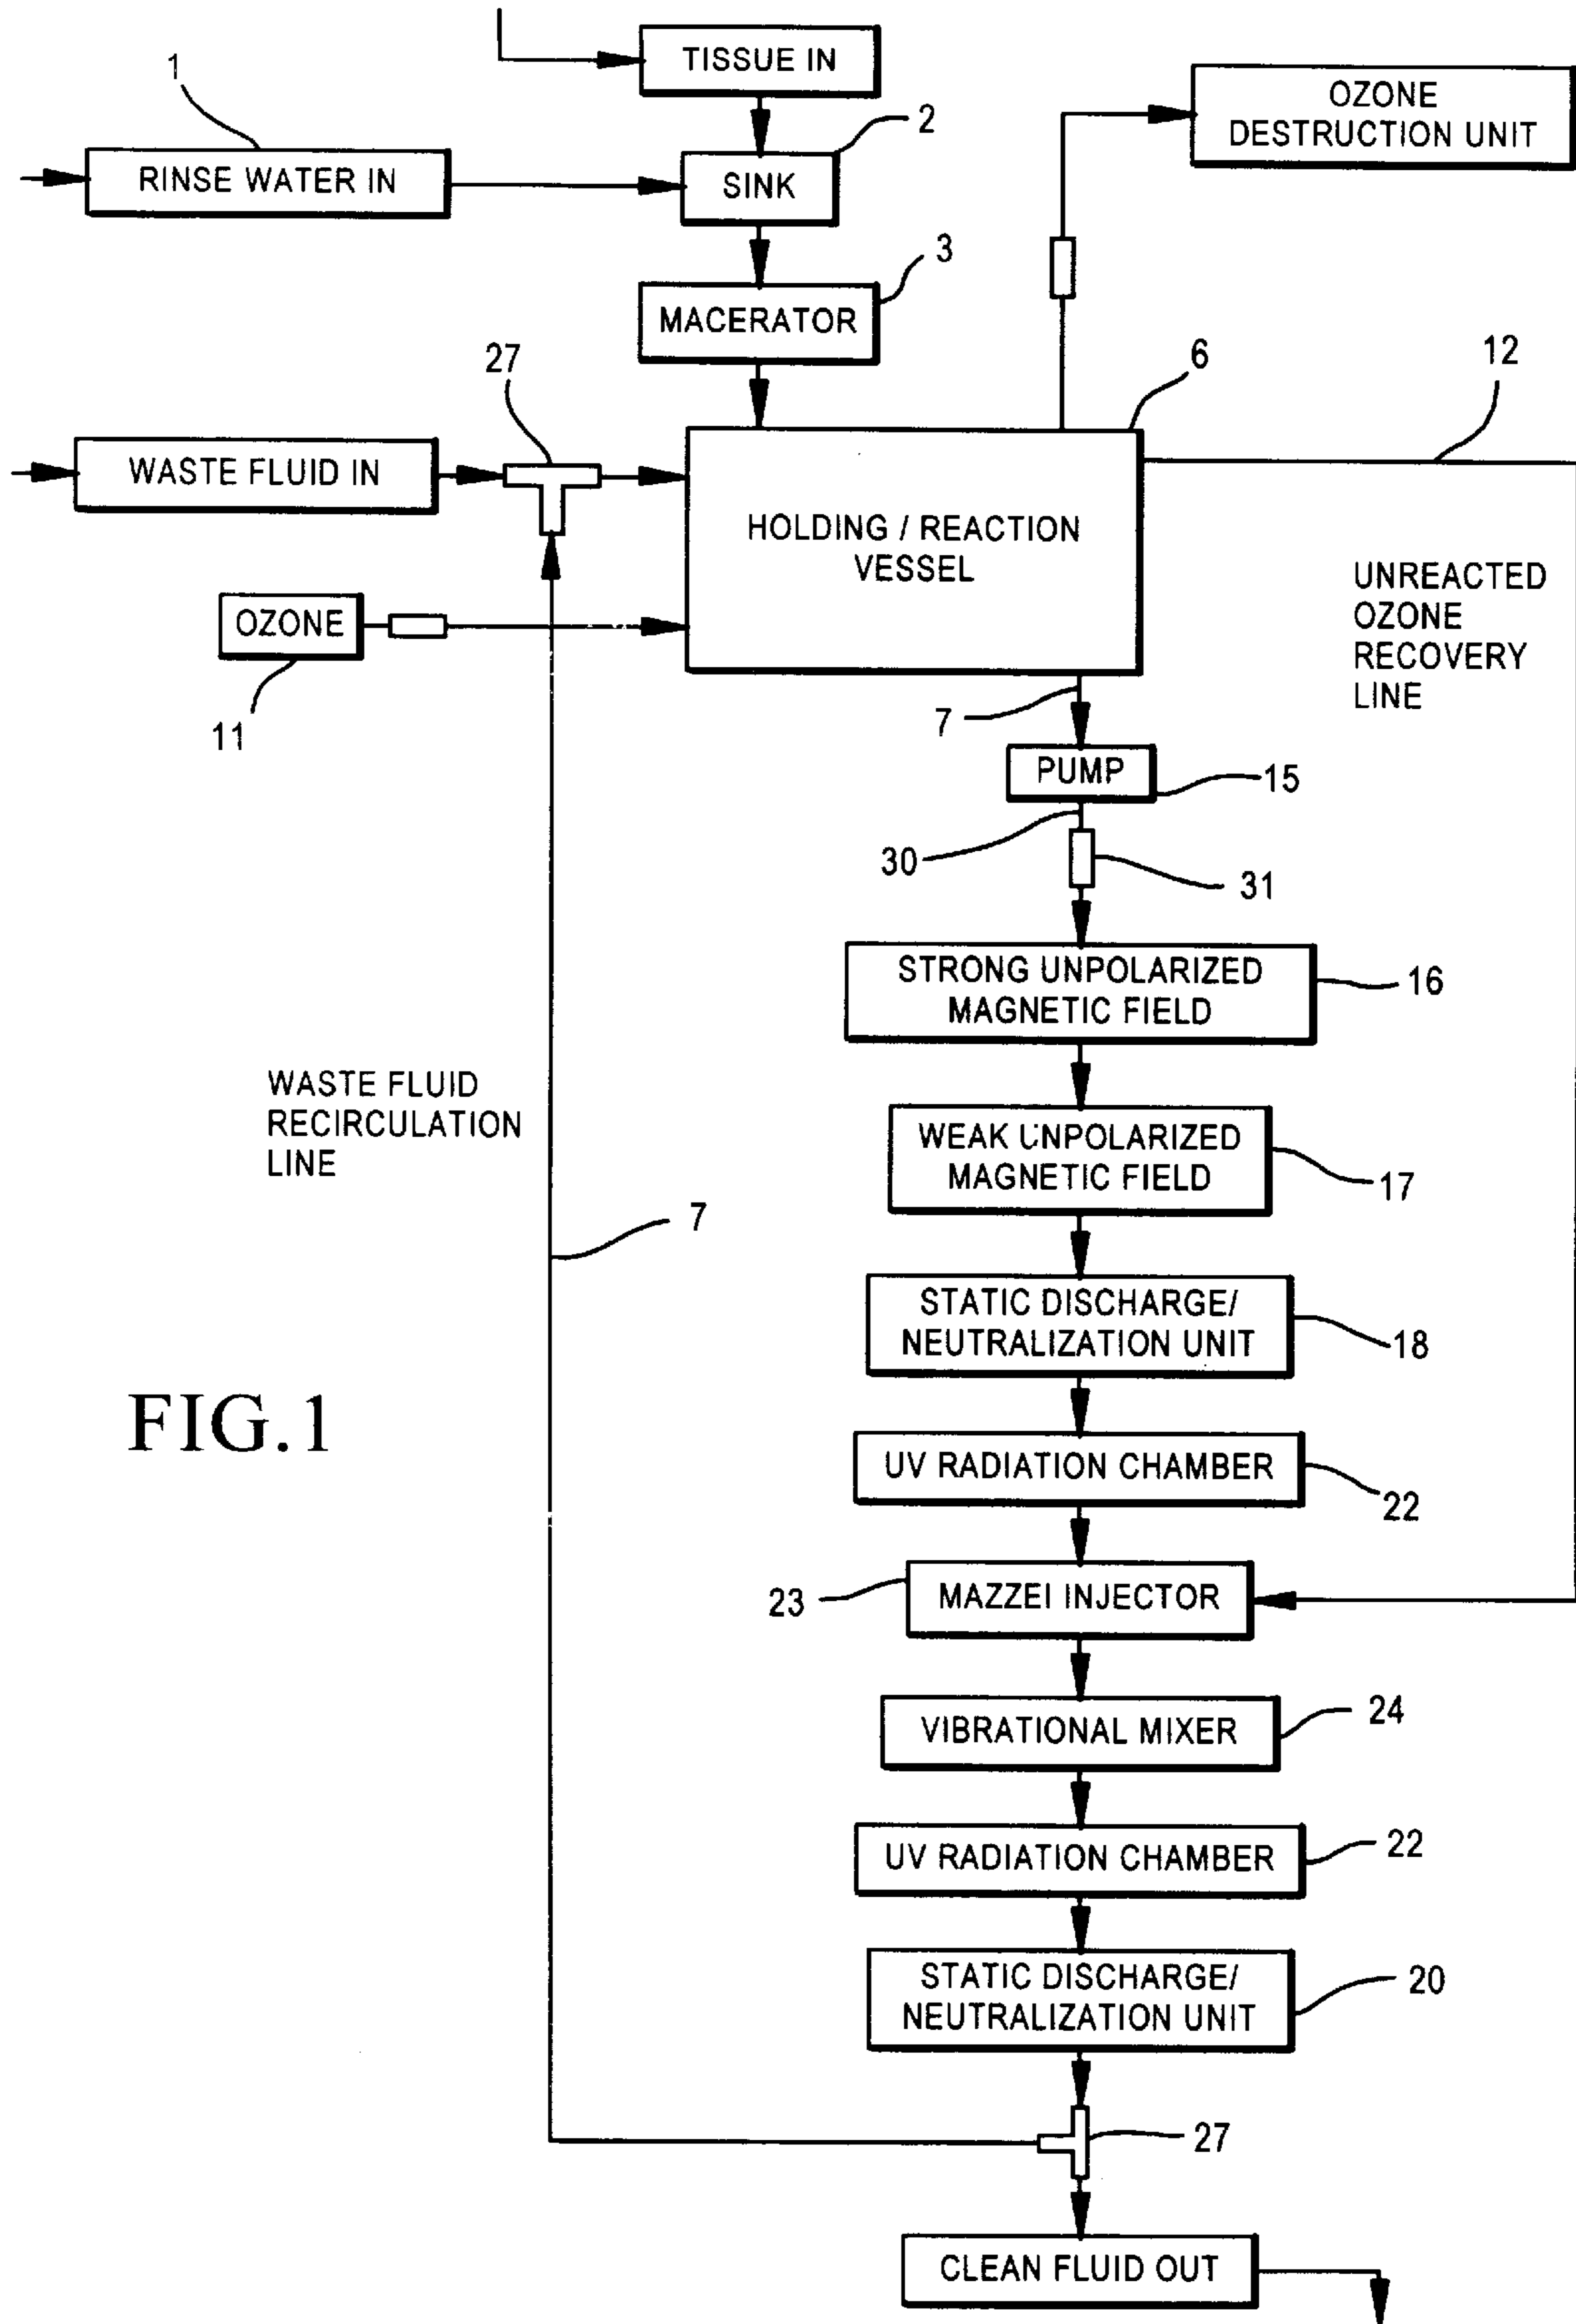 TISSUE IN
1
OZONE
DESTRUCTION UNIT
2
RINSE WATER IN
SINK
3
MACERATOR
27
6
12
WASTE FLUID IN
HOLDING / REACTION
VESSEL
UNREACTED
OZONE
RECOVERY
LINE
OZONE
11
7
PUMP
15
30
31
STRONG UNPOLARIZED
MAGNETIC FIELD
16
WASTE FLUID
RECIRCULATION
LINE
WEAK UNPOLARIZED
MAGNETIC FIELD
17
7
STATIC DISCHARGE/
NEUTRALIZATION UNIT
18
FIG.1
UV RADIATION CHAMBER
22
23
MAZZEI INJECTOR
VIBRATIONAL MIXER
24
UV RADIATION CHAMBER
22
STATIC DISCHARGE/
NEUTRALIZATION UNIT
20
27
CLEAN FLUID OUT